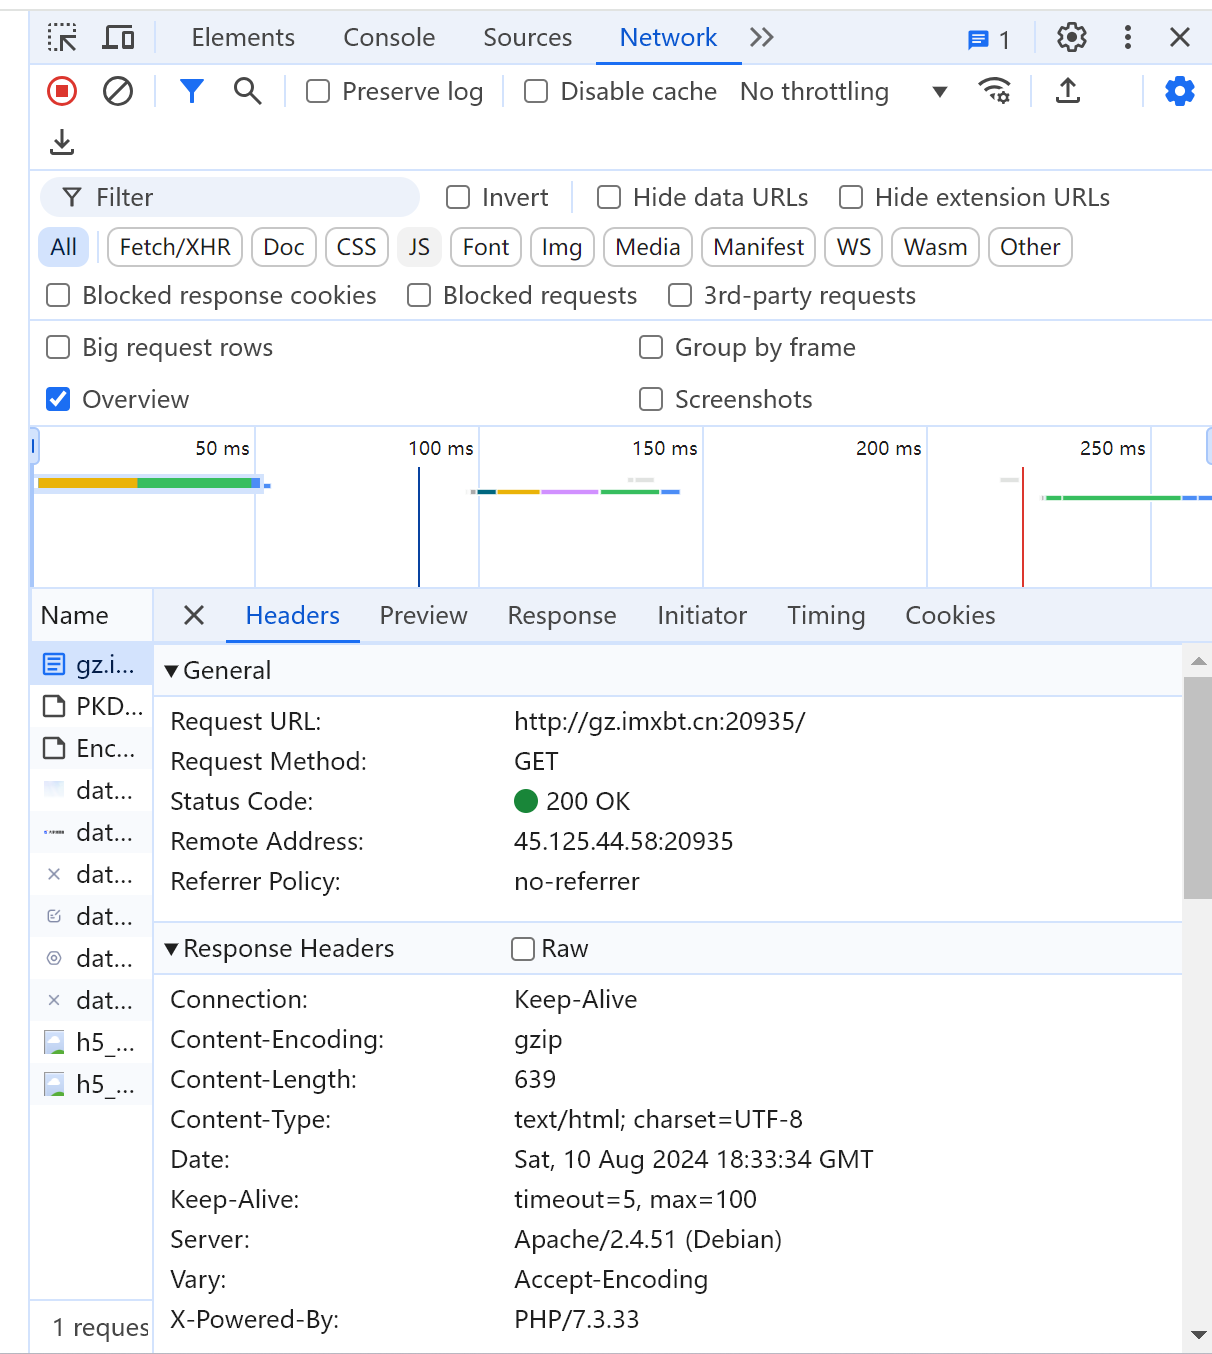 Elements Console Sources Network 1
Preserve log Disable cache No throttling
Filter Invert Hide data URLs Hide extension URLs
All Fetch/XHR Doc CSS JS Font Img Media Manifest WS Wasm Other
Blocked response cookies Blocked requests 3rd-party requests
Big request rows Group by frame
Overview Screenshots
50 ms 100 ms 150 ms 200 ms 250 ms
Name Headers Preview Response Initiator Timing Cookies
gz.i...
PKD...
Enc...
dat...
dat...
dat...
dat...
dat...
dat...
h5_...
h5_...
1 reques
General
Request URL: http://gz.imxbt.cn:20935/
Request Method: GET
Status Code: 200 OK
Remote Address: 45.125.44.58:20935
Referrer Policy: no-referrer
Response Headers Raw
Connection: Keep-Alive
Content-Encoding: gzip
Content-Length: 639
Content-Type: text/html; charset=UTF-8
Date: Sat, 10 Aug 2024 18:33:34 GMT
Keep-Alive: timeout=5, max=100
Server: Apache/2.4.51 (Debian)
Vary: Accept-Encoding
X-Powered-By: PHP/7.3.33